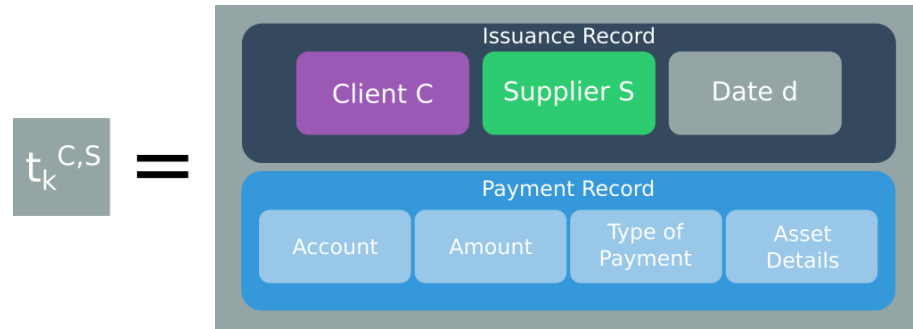 t_k^C,S =
Issuance Record
Client C
Supplier S
Date d
Payment Record
Account
Amount
Type of
Payment
Asset
Details